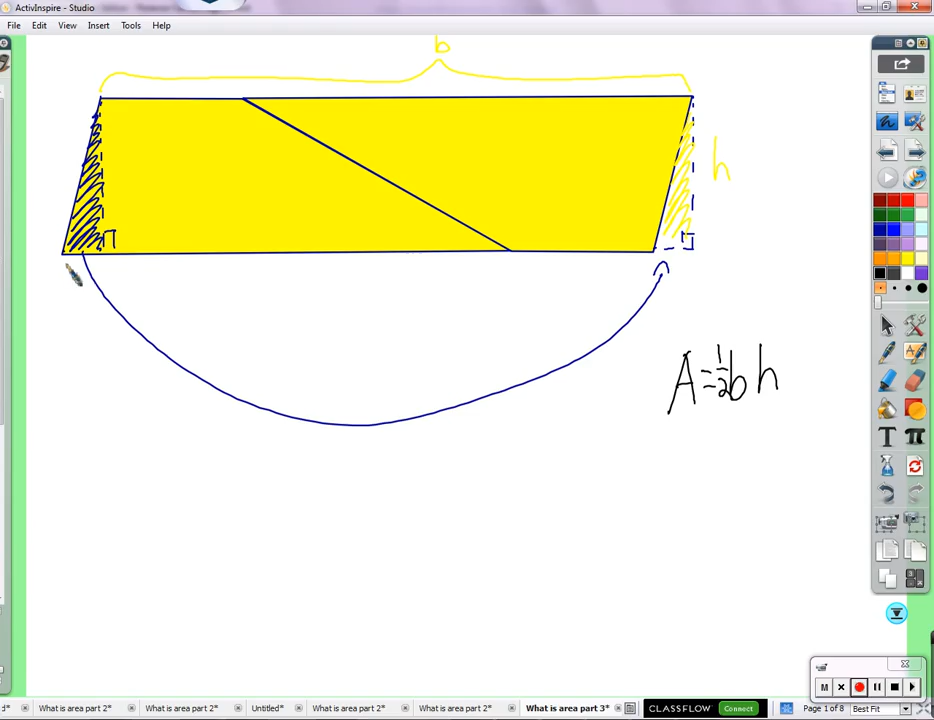 ActivInspire - Studio
File Edit View Insert Tools Help
b
h
A = 1/2 b h
T π
M
d* What is area part 2* What is area part 2* Untitled* What is area part 2* What is area part 2* What is area part 3* CLASSFLOW Connect Page 1 of 8 Best Fit